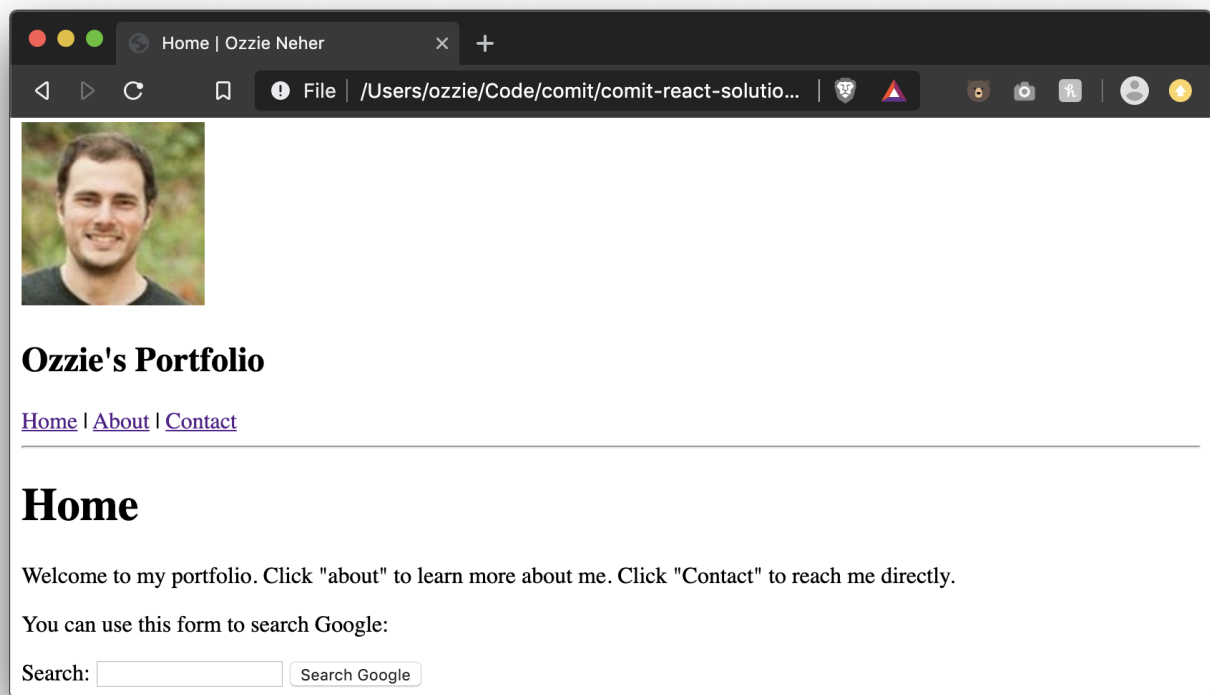 Home | Ozzie Neher
File | /Users/ozzie/Code/comit/comit-react-solutio...
Ozzie's Portfolio
Home | About | Contact
Home
Welcome to my portfolio. Click "about" to learn more about me. Click "Contact" to reach me directly.
You can use this form to search Google:
Search: Search Google